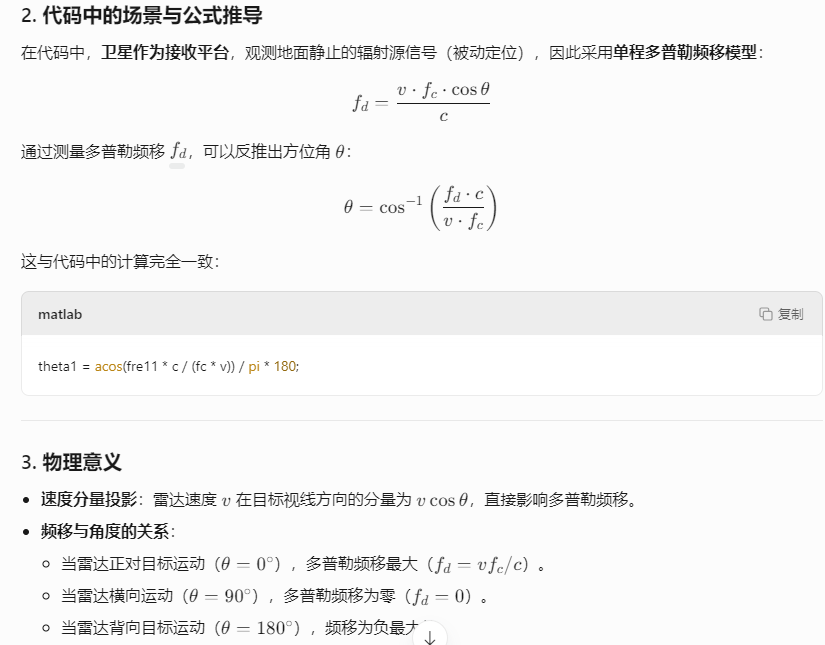 2. 代码中的场景与公式推导
在代码中，卫星作为接收平台，观测地面静止的辐射源信号（被动定位），因此采用单程多普勒频移模型：
f_d = \frac{v \cdot f_c \cdot \cos\theta}{c}
通过测量多普勒频移 f_d，可以反推出方位角 θ：
\theta = \cos^{-1}\left(\frac{f_d \cdot c}{v \cdot f_c}\right)
这与代码中的计算完全一致：
matlab 复制
theta1 = acos(fre11 * c / (fc * v)) / pi * 180;
3. 物理意义
• 速度分量投影：雷达速度 v 在目标视线方向的分量为 v cos θ，直接影响多普勒频移。
• 频移与角度的关系：
○ 当雷达正对目标运动（θ = 0°），多普勒频移最大（f_d = vf_c/c）。
○ 当雷达横向运动（θ = 90°），多普勒频移为零（f_d = 0）。
○ 当雷达背向目标运动（θ = 180°），频移为负最大